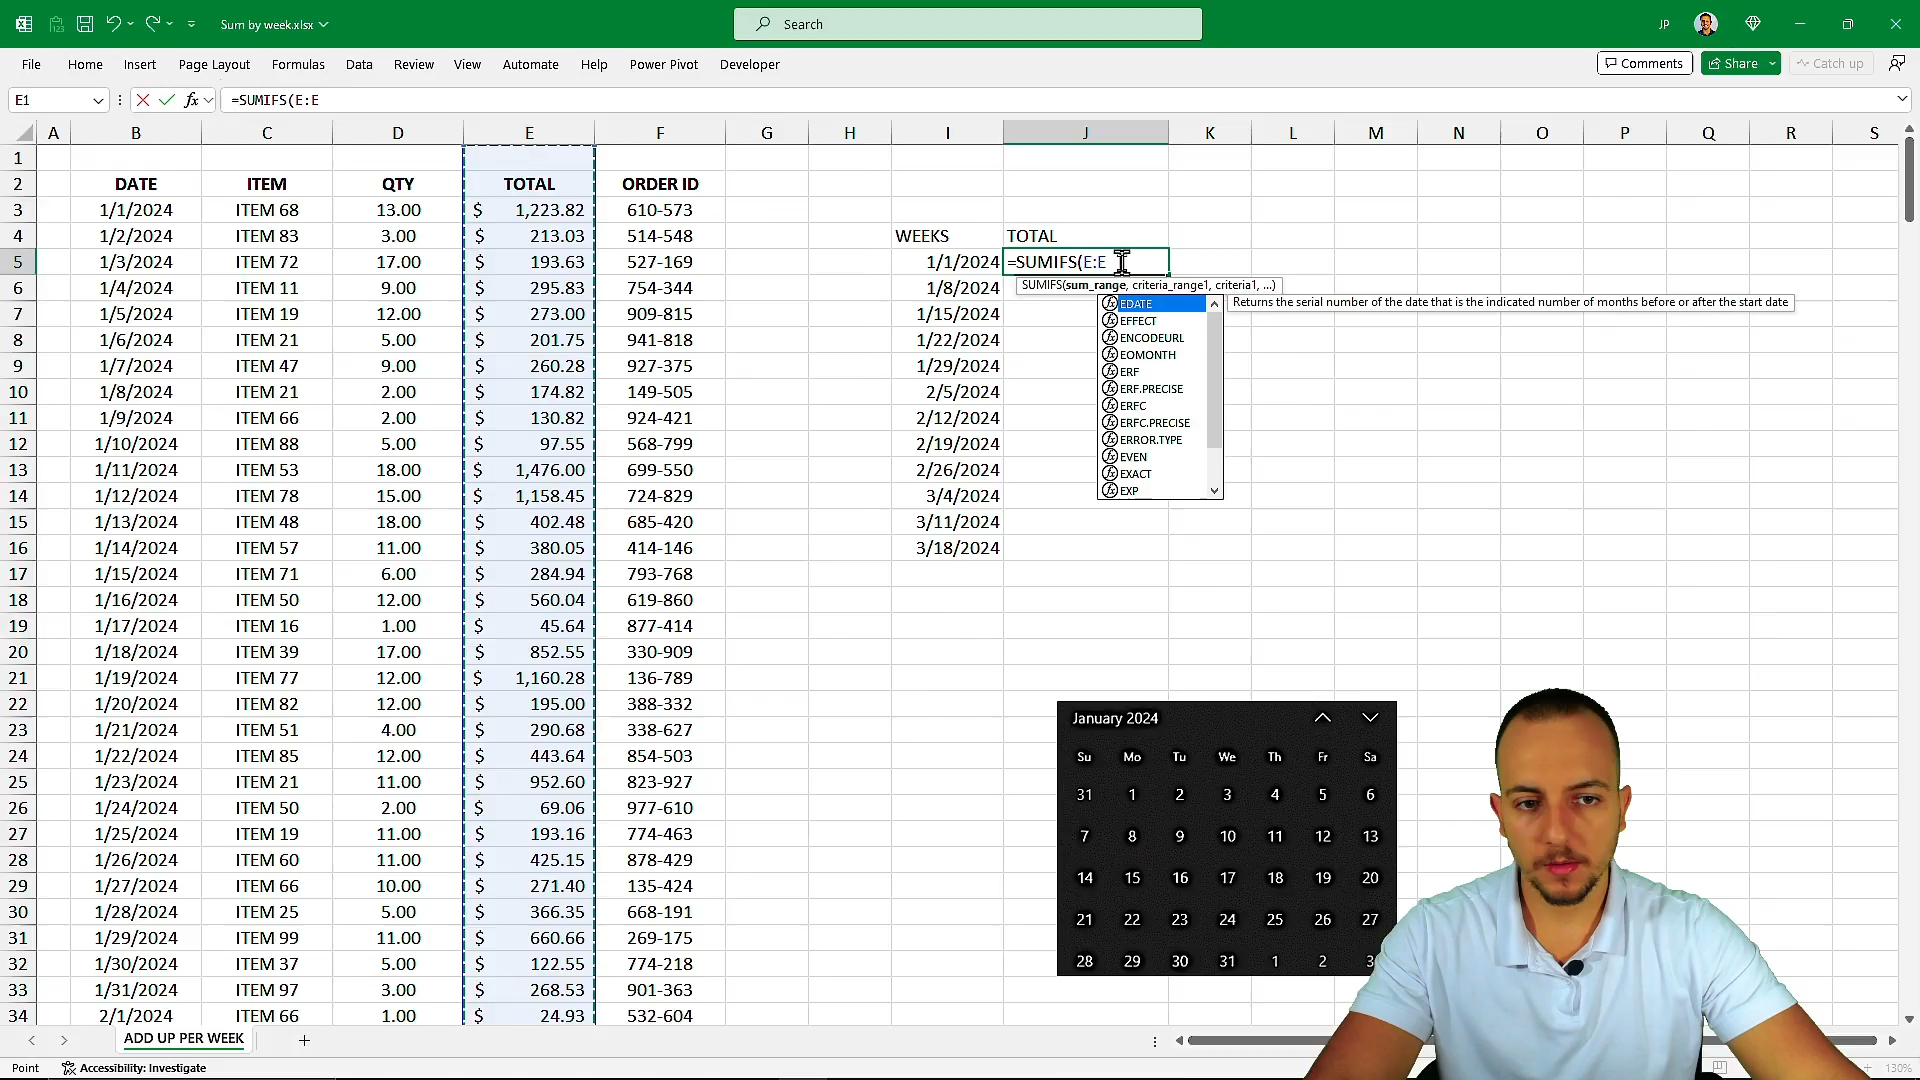 Sum by week.xlsx
Search
JP
File Home Insert Page Layout Formulas Data Review View Automate Help Power Pivot Developer
Comments Share Catch up
E1 fx =SUMIFS(E:E
A B C D E F G H I J K L M N O P Q R S
1
2 DATE ITEM QTY TOTAL ORDER ID
3 1/1/2024 ITEM 68 13.00 $ 1,223.82 610-573
4 1/2/2024 ITEM 83 3.00 $ 213.03 514-548 WEEKS TOTAL
5 1/3/2024 ITEM 72 17.00 $ 193.63 527-169 1/1/2024 =SUMIFS(E:E
SUMIFS(sum_range, criteria_range1, criteria1, ...)
6 1/4/2024 ITEM 11 9.00 $ 295.83 754-344 1/8/2024
EDATE Returns the serial number of the date that is the indicated number of months before or after the start date
7 1/5/2024 ITEM 19 12.00 $ 273.00 909-815 1/15/2024
EFFECT
ENCODEURL
8 1/6/2024 ITEM 21 5.00 $ 201.75 941-818 1/22/2024
EOMONTH
9 1/7/2024 ITEM 47 9.00 $ 260.28 927-375 1/29/2024
ERF
ERF.PRECISE
10 1/8/2024 ITEM 21 2.00 $ 174.82 149-505 2/5/2024
ERFC
11 1/9/2024 ITEM 66 2.00 $ 130.82 924-421 2/12/2024
ERFC.PRECISE
ERROR.TYPE
12 1/10/2024 ITEM 88 5.00 $ 97.55 568-799 2/19/2024
EVEN
13 1/11/2024 ITEM 53 18.00 $ 1,476.00 699-550 2/26/2024
EXACT
EXP
14 1/12/2024 ITEM 78 15.00 $ 1,158.45 724-829 3/4/2024
15 1/13/2024 ITEM 48 18.00 $ 402.48 685-420 3/11/2024
16 1/14/2024 ITEM 57 11.00 $ 380.05 414-146 3/18/2024
17 1/15/2024 ITEM 71 6.00 $ 284.94 793-768
18 1/16/2024 ITEM 50 12.00 $ 560.04 619-860
19 1/17/2024 ITEM 16 1.00 $ 45.64 877-414
20 1/18/2024 ITEM 39 17.00 $ 852.55 330-909
21 1/19/2024 ITEM 77 12.00 $ 1,160.28 136-789
22 1/20/2024 ITEM 82 12.00 $ 195.00 388-332
23 1/21/2024 ITEM 51 4.00 $ 290.68 338-627
24 1/22/2024 ITEM 85 12.00 $ 443.64 854-503
25 1/23/2024 ITEM 21 11.00 $ 952.60 823-927
26 1/24/2024 ITEM 50 2.00 $ 69.06 977-610
27 1/25/2024 ITEM 19 11.00 $ 193.16 774-463
28 1/26/2024 ITEM 60 11.00 $ 425.15 878-429
29 1/27/2024 ITEM 66 10.00 $ 271.40 135-424
30 1/28/2024 ITEM 25 5.00 $ 366.35 668-191
31 1/29/2024 ITEM 99 11.00 $ 660.66 269-175
32 1/30/2024 ITEM 37 5.00 $ 122.55 774-218
33 1/31/2024 ITEM 97 3.00 $ 268.53 901-363
34 2/1/2024 ITEM 66 1.00 $ 24.93 532-604
January 2024
Su Mo Tu We Th Fr Sa
31 1 2 3 4 5 6
7 8 9 10 11 12 13
14 15 16 17 18 19 20
21 22 23 24 25 26 27
28 29 30 31 1 2 3
ADD UP PER WEEK
Point Accessibility: Investigate 130%